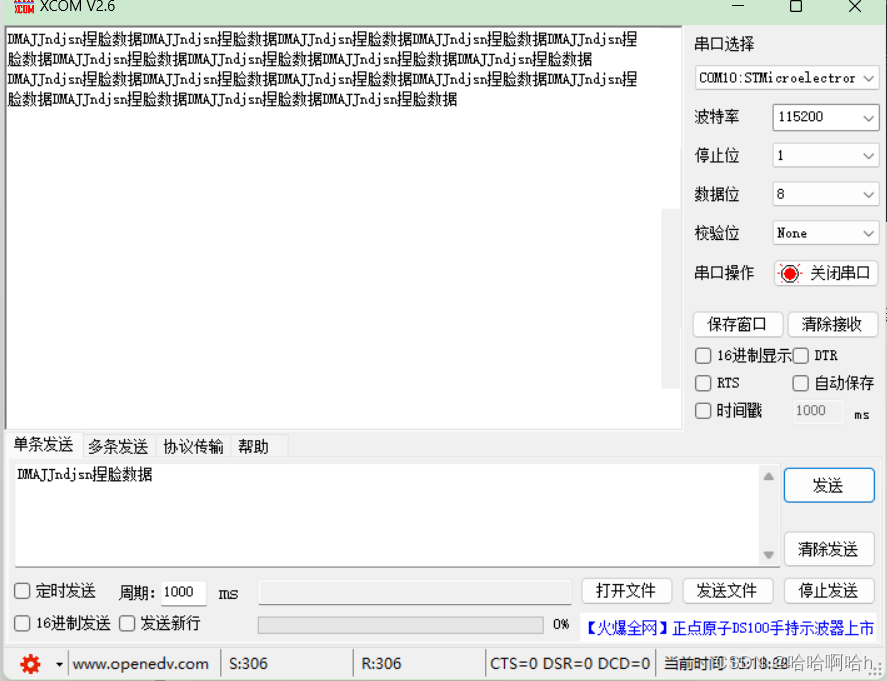 XCOM V2.6
DMAJJndjsn捏脸数据DMAJJndjsn捏脸数据DMAJJndjsn捏脸数据DMAJJndjsn捏脸数据DMAJJndjsn捏
脸数据DMAJJndjsn捏脸数据DMAJJndjsn捏脸数据DMAJJndjsn捏脸数据DMAJJndjsn捏脸数据
DMAJJndjsn捏脸数据DMAJJndjsn捏脸数据DMAJJndjsn捏脸数据DMAJJndjsn捏脸数据DMAJJndjsn捏
脸数据DMAJJndjsn捏脸数据DMAJJndjsn捏脸数据DMAJJndjsn捏脸数据
串口选择
COM10:STMicroelectror
波特率 115200
停止位 1
数据位 8
校验位 None
串口操作 关闭串口
保存窗口 清除接收
16进制显示 DTR
RTS 自动保存
时间戳 1000 ms
单条发送 多条发送 协议传输 帮助
DMAJJndjsn捏脸数据
发送
清除发送
定时发送 周期: 1000 ms 打开文件 发送文件 停止发送
16进制发送 发送新行 0% 【火爆全网】正点原子DS100手持示波器上市
www.openedv.com S:306 R:306 CTS=0 DSR=0 DCD=0 当前时间
CSDN @哈哈啊哈h